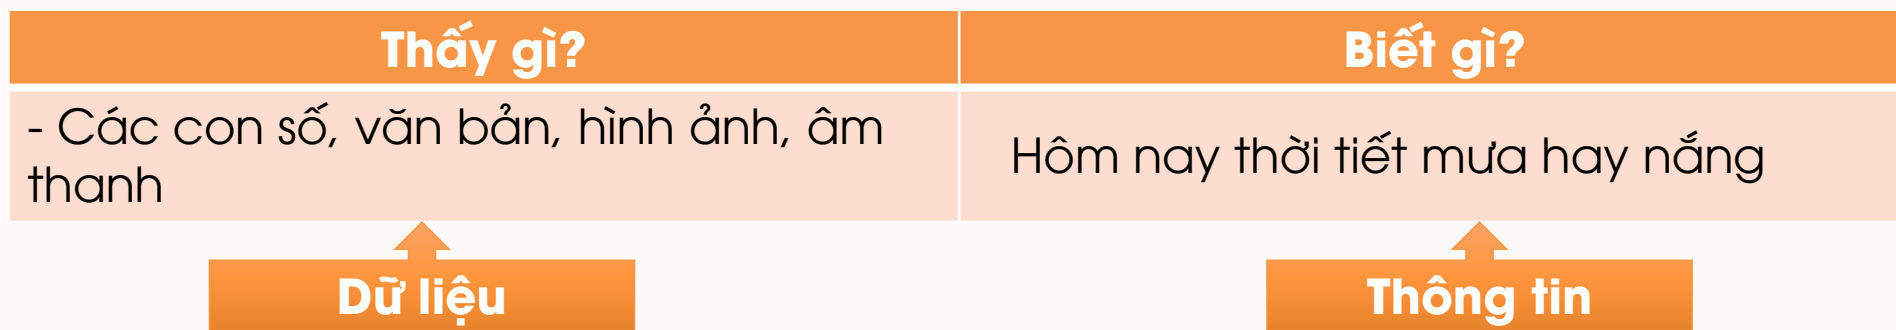 Thấy gì?
Biết gì?
- Các con số, văn bản, hình ảnh, âm
thanh
Hôm nay thời tiết mưa hay nắng
Dữ liệu
Thông tin